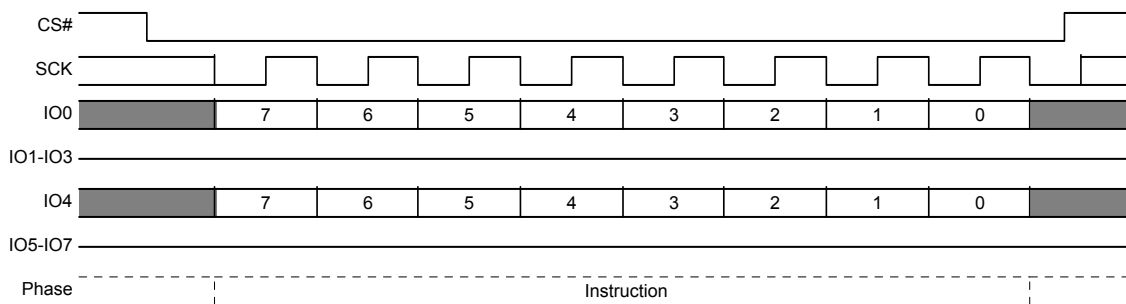 CS#
SCK
IO0 7 6 5 4 3 2 1 0
IO1-IO3
IO4 7 6 5 4 3 2 1 0
IO5-IO7
Phase Instruction